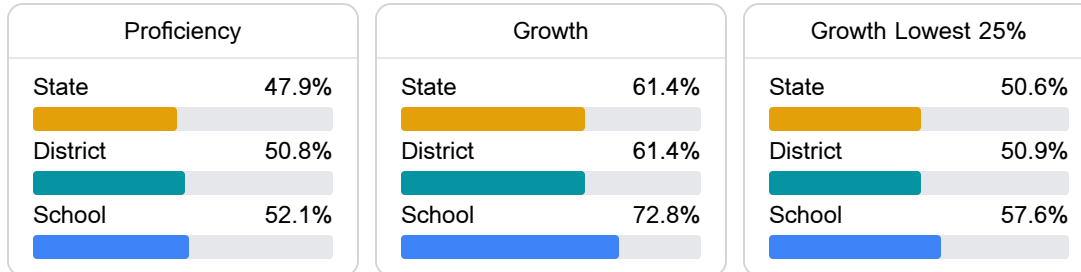 Proficiency
State 47.9%
District 50.8%
School 52.1%
Growth
State 61.4%
District 61.4%
School 72.8%
Growth Lowest 25%
State 50.6%
District 50.9%
School 57.6%